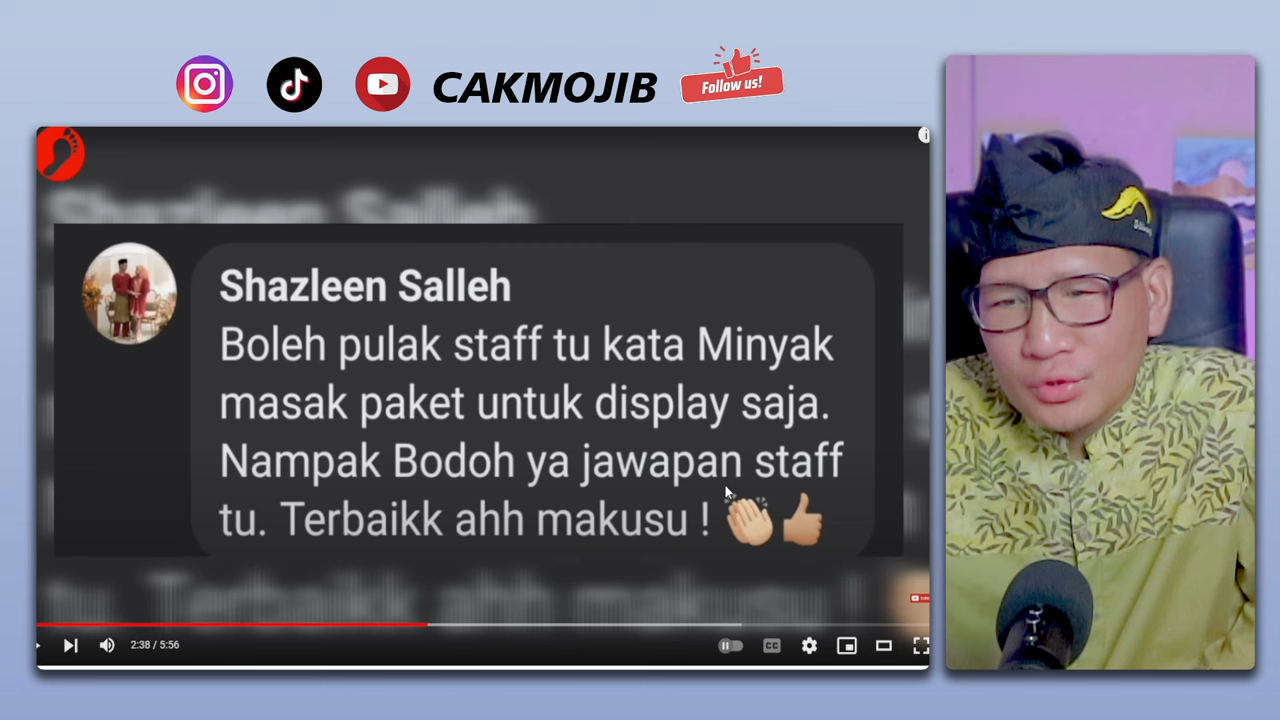 CAKMOJIB
Follow us!
Shazleen Salleh
Boleh pulak staff tu kata Minyak
masak paket untuk display saja.
Nampak Bodoh ya jawapan staff
tu. Terbaikk ahh makusu !
2:38 / 5:56
CC